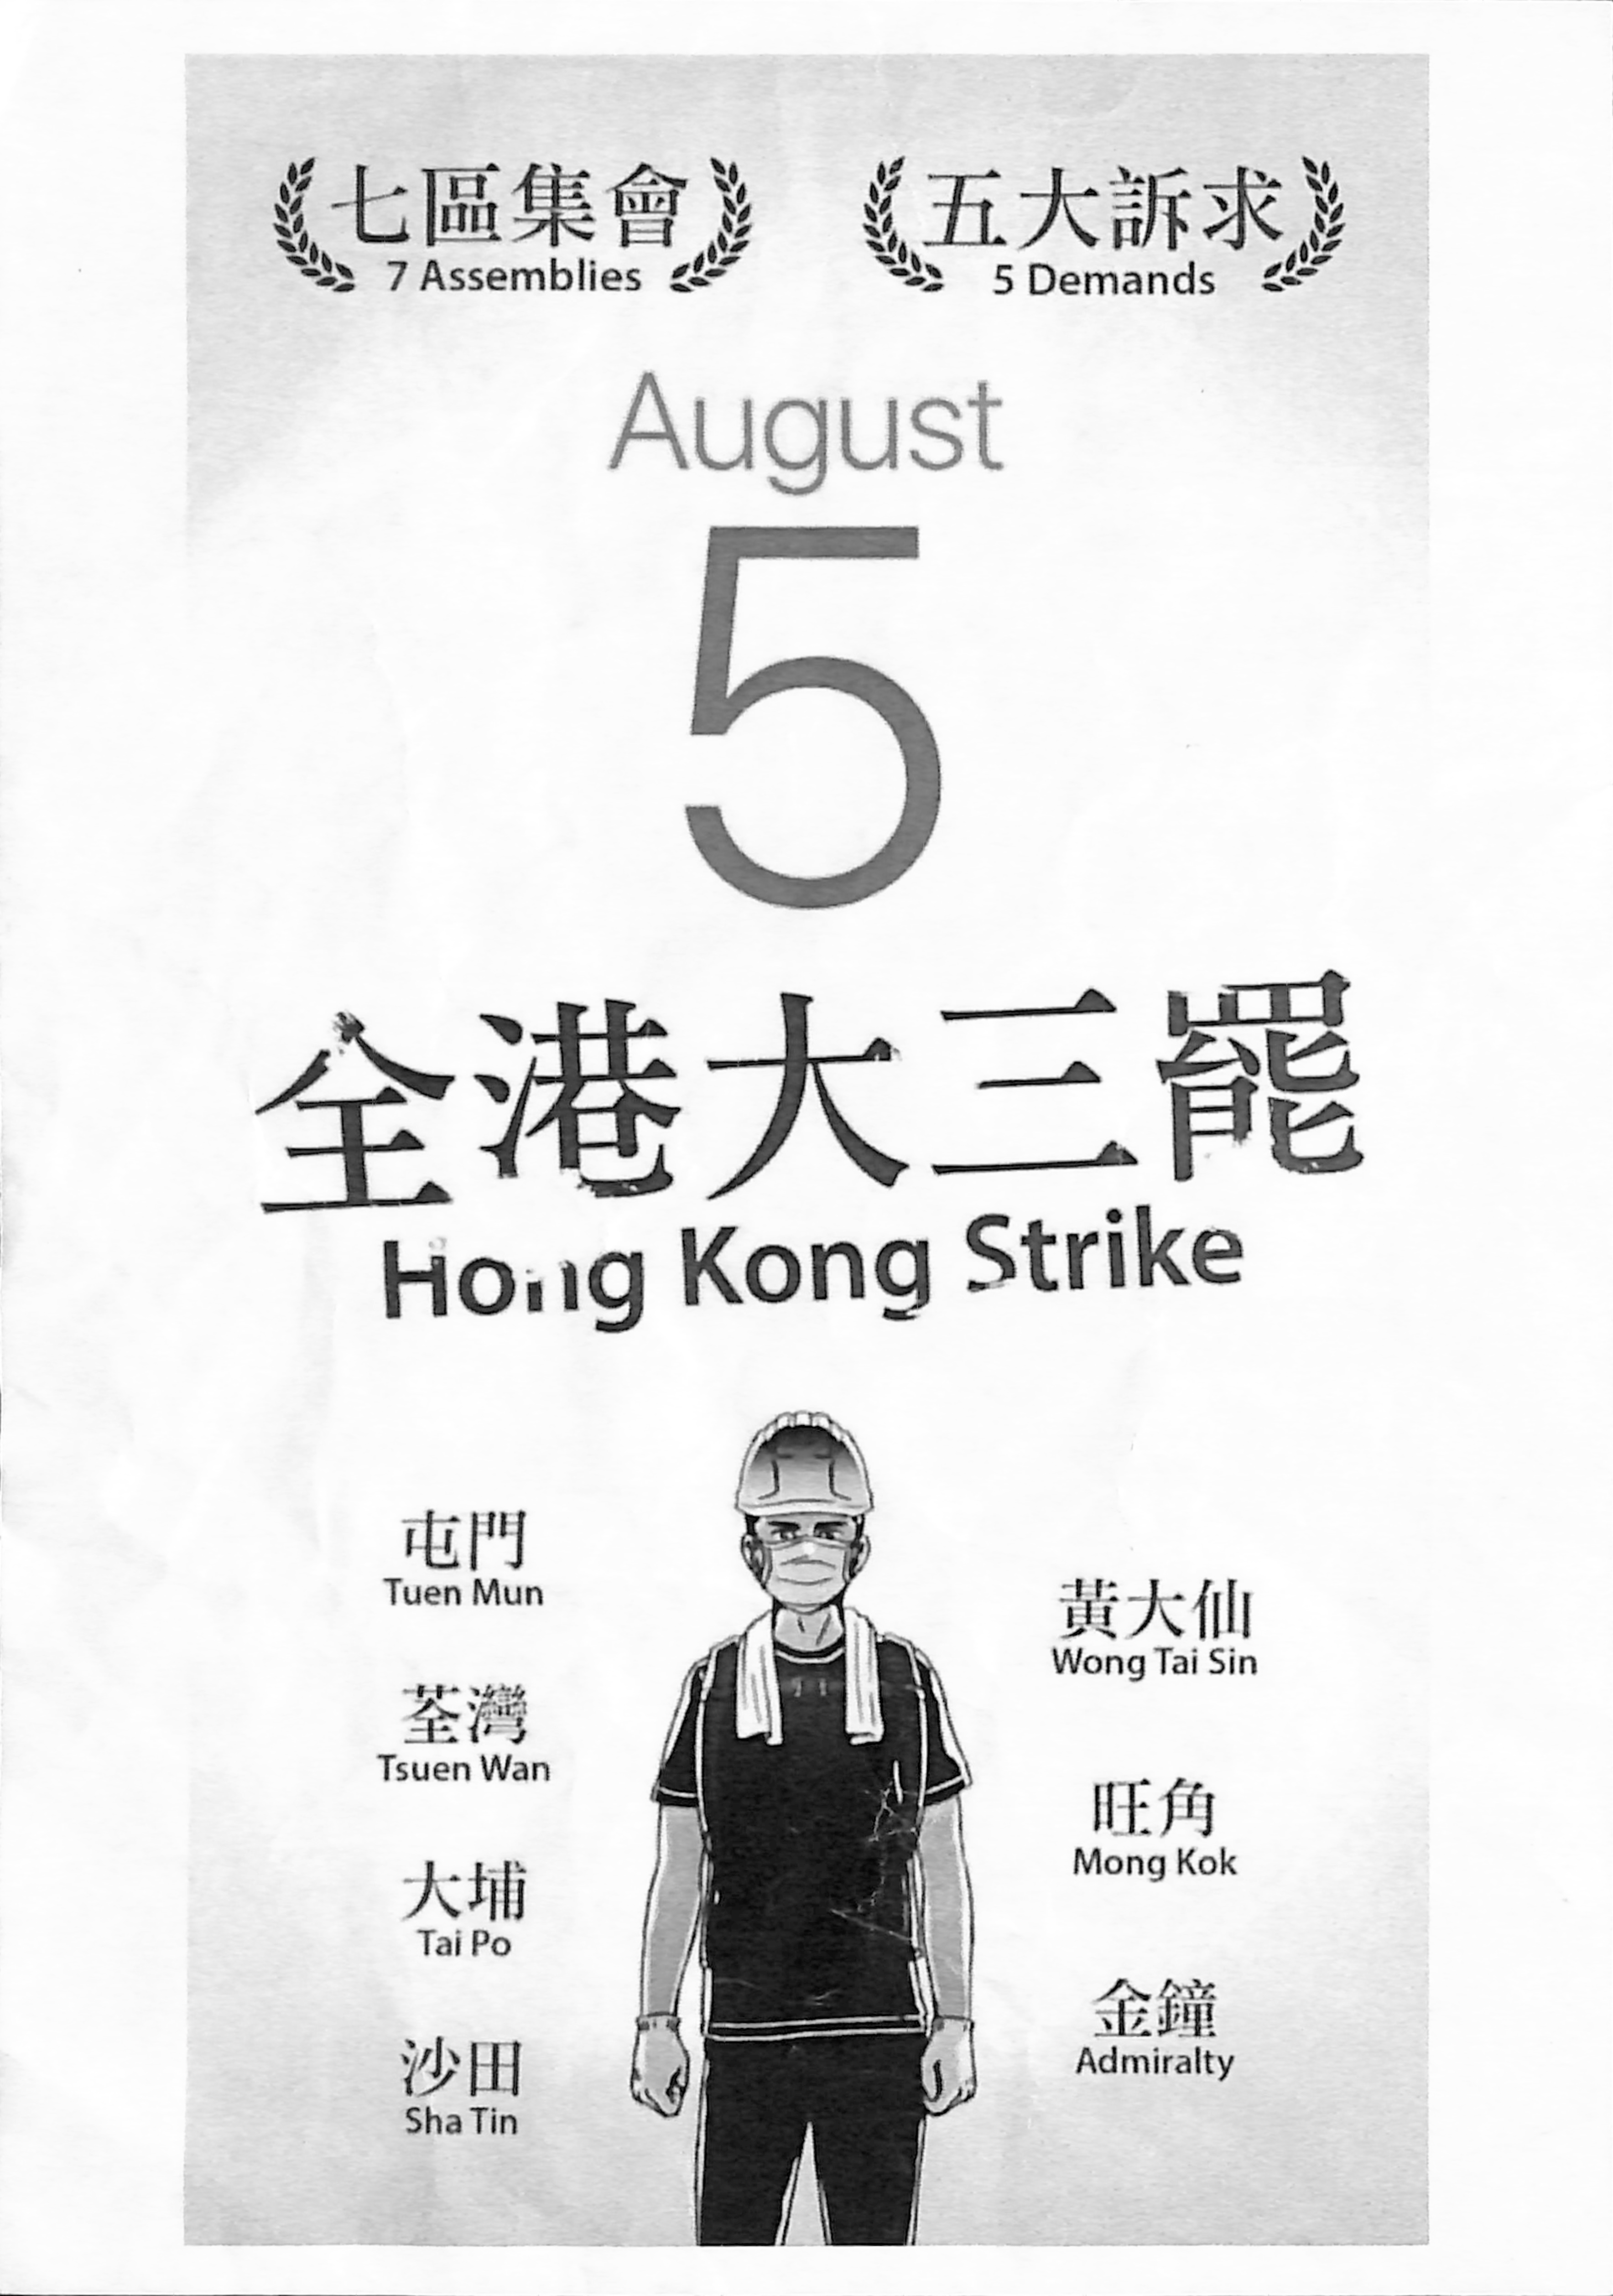 七區集會
7 Assemblies
五大訴求
5 Demands
August
5
全港大三罷
Hong Kong Strike
屯門
Tuen Mun
荃灣
Tsuen Wan
大埔
Tai Po
沙田
Sha Tin
黃大仙
Wong Tai Sin
旺角
Mong Kok
金鐘
Admiralty